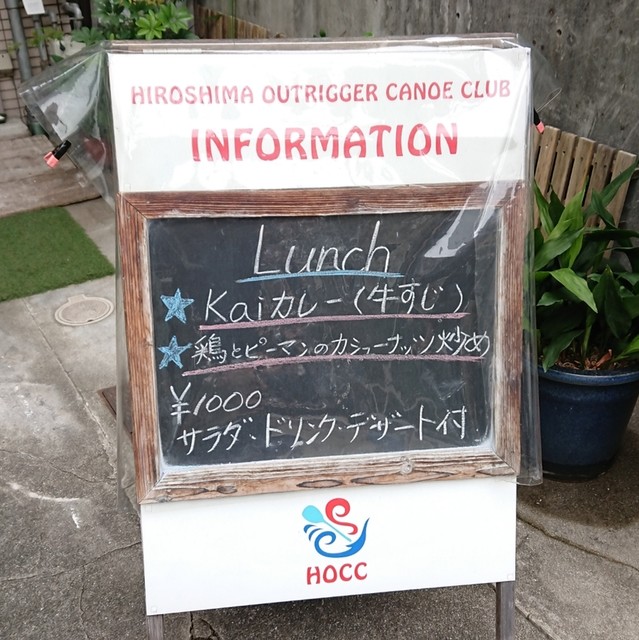 HIROSHIMA OUTRIGGER CANOE CLUB
INFORMATION
Lunch
★ Kaiカレー(牛すじ)
★ 鶏とピーマンのカシューナッツ炒め
¥1000
サラダ・ドリンク・デザート付
HOCC